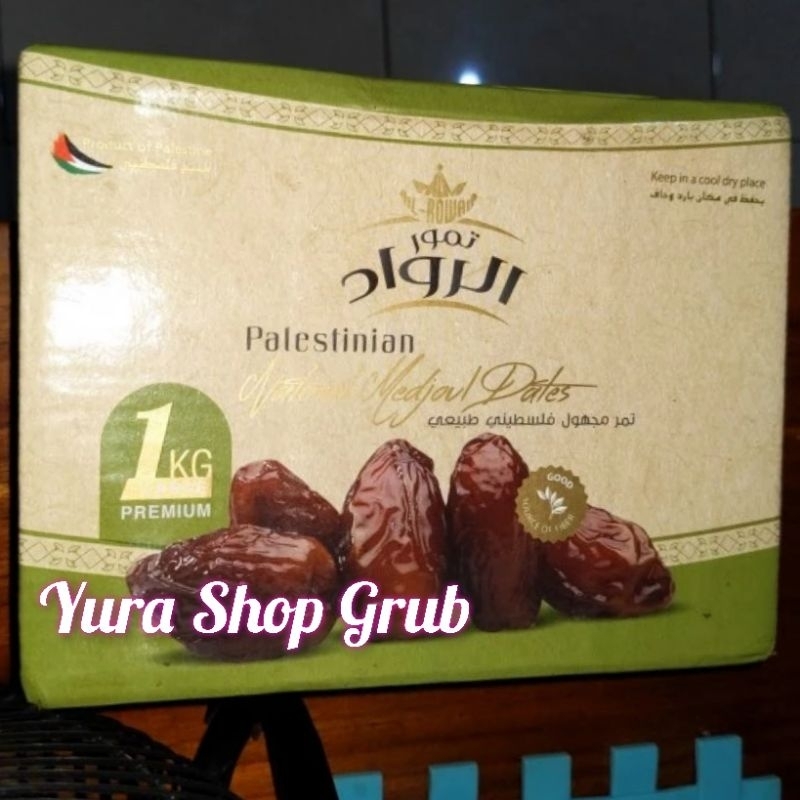 Product of Palestine
منتج فلسطيني
Keep in a cool dry place
يحفظ في مكان بارد وجاف
AL-ROWAD
تمور
الرواد
Palestinian
Natural Medjoul Dates
تمر مجهول فلسطيني طبيعي
1KG
PREMIUM
GOOD
SOURCE OF FIBER
Yura Shop Grub